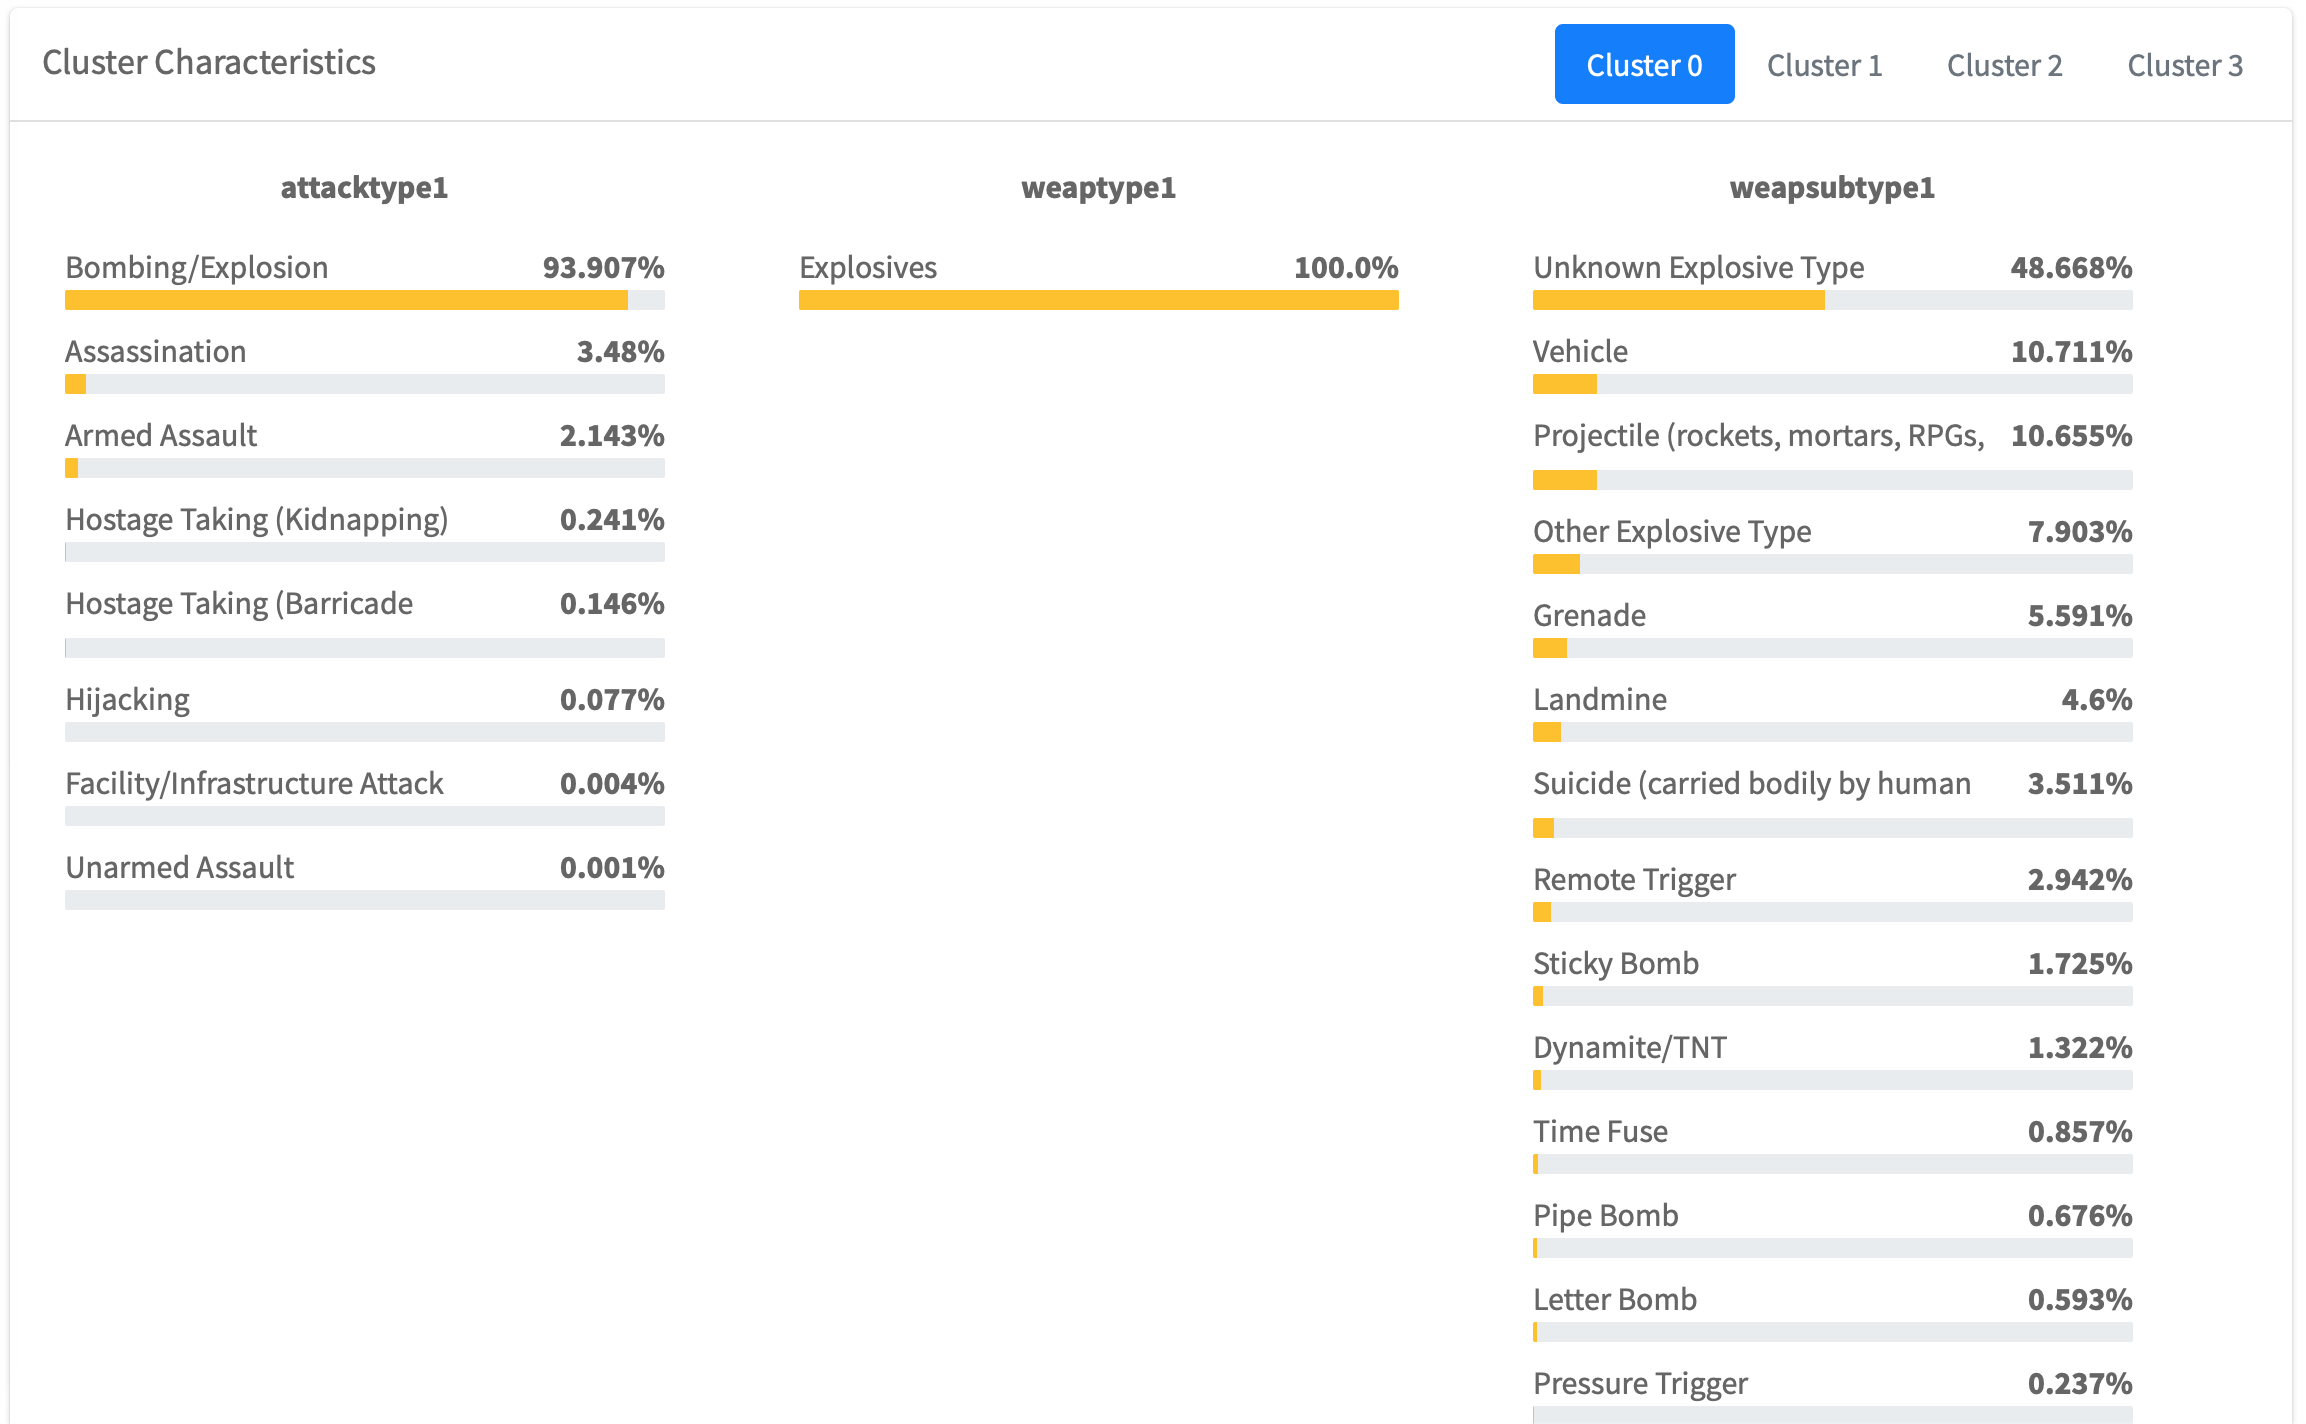 Cluster Characteristics
Cluster 0
Cluster 1
Cluster 2
Cluster 3
attacktype1
Bombing/Explosion 93.907%
Assassination 3.48%
Armed Assault 2.143%
Hostage Taking (Kidnapping) 0.241%
Hostage Taking (Barricade 0.146%
Hijacking 0.077%
Facility/Infrastructure Attack 0.004%
Unarmed Assault 0.001%
weaptype1
Explosives 100.0%
weapsubtype1
Unknown Explosive Type 48.668%
Vehicle 10.711%
Projectile (rockets, mortars, RPGs, 10.655%
Other Explosive Type 7.903%
Grenade 5.591%
Landmine 4.6%
Suicide (carried bodily by human 3.511%
Remote Trigger 2.942%
Sticky Bomb 1.725%
Dynamite/TNT 1.322%
Time Fuse 0.857%
Pipe Bomb 0.676%
Letter Bomb 0.593%
Pressure Trigger 0.237%